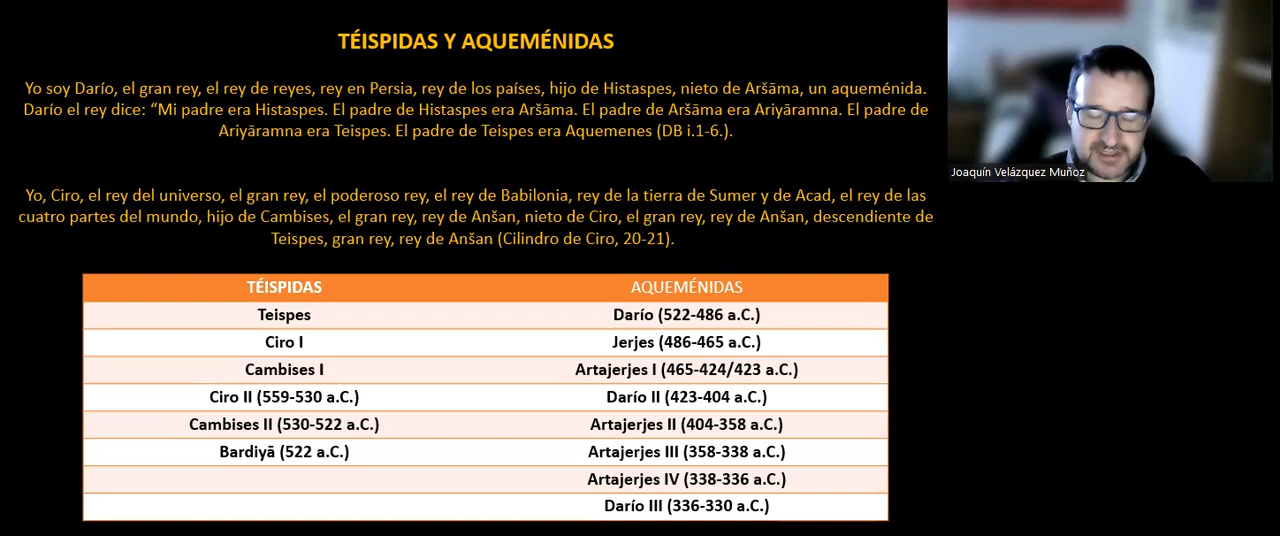 TÉISPIDAS Y AQUEMÉNIDAS
Yo soy Darío, el gran rey, el rey de reyes, rey en Persia, rey de los países, hijo de Histaspes, nieto de Aršāma, un aqueménida.
Darío el rey dice: “Mi padre era Histaspes. El padre de Histaspes era Aršāma. El padre de Aršāma era Ariyāramna. El padre de
Ariyāramna era Teispes. El padre de Teispes era Aquemenes (DB i.1-6.).
Yo, Ciro, el rey del universo, el gran rey, el poderoso rey, el rey de Babilonia, rey de la tierra de Sumer y de Acad, el rey de las
cuatro partes del mundo, hijo de Cambises, el gran rey, rey de Anšan, nieto de Ciro, el gran rey, rey de Anšan, descendiente de
Teispes, gran rey, rey de Anšan (Cilindro de Ciro, 20-21).
TÉISPIDAS AQUEMÉNIDAS
Teispes Darío (522-486 a.C.)
Ciro I Jerjes (486-465 a.C.)
Cambises I Artajerjes I (465-424/423 a.C.)
Ciro II (559-530 a.C.) Darío II (423-404 a.C.)
Cambises II (530-522 a.C.) Artajerjes II (404-358 a.C.)
Bardiyā (522 a.C.) Artajerjes III (358-338 a.C.)
Artajerjes IV (338-336 a.C.)
Darío III (336-330 a.C.)
Joaquín Velázquez Muñoz